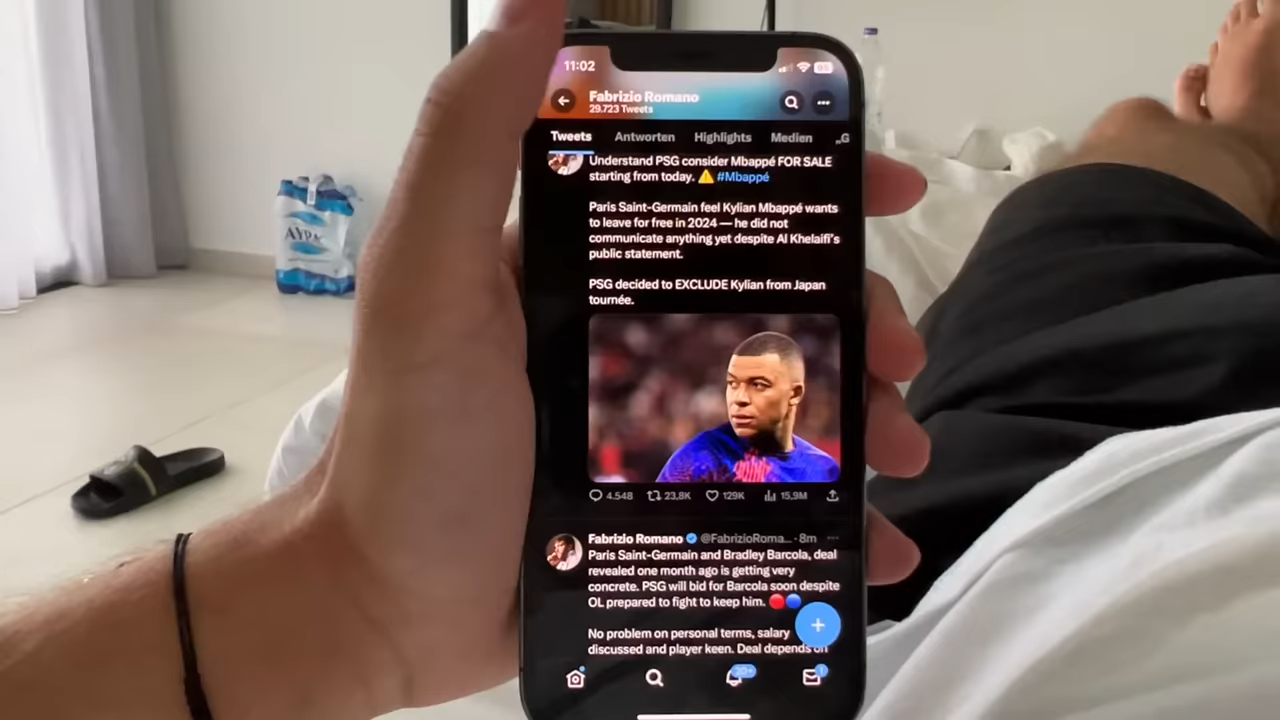 11:02
Fabrizio Romano
29.723 Tweets
Tweets Antworten Highlights Medien „G
Understand PSG consider Mbappé FOR SALE
starting from today. ⚠️ #Mbappé
Paris Saint-Germain feel Kylian Mbappé wants
to leave for free in 2024 — he did not
communicate anything yet despite Al Khelaifi's
public statement.
PSG decided to EXCLUDE Kylian from Japan
tournée.
4.548 23,8K 129K 15,9M
Fabrizio Romano @FabrizioRoma... · 8m
Paris Saint-Germain and Bradley Barcola, deal
revealed one month ago is getting very
concrete. PSG will bid for Barcola soon despite
OL prepared to fight to keep him. 🔴🔵
No problem on personal terms, salary
discussed and player keen. Deal depends on
20+ 1